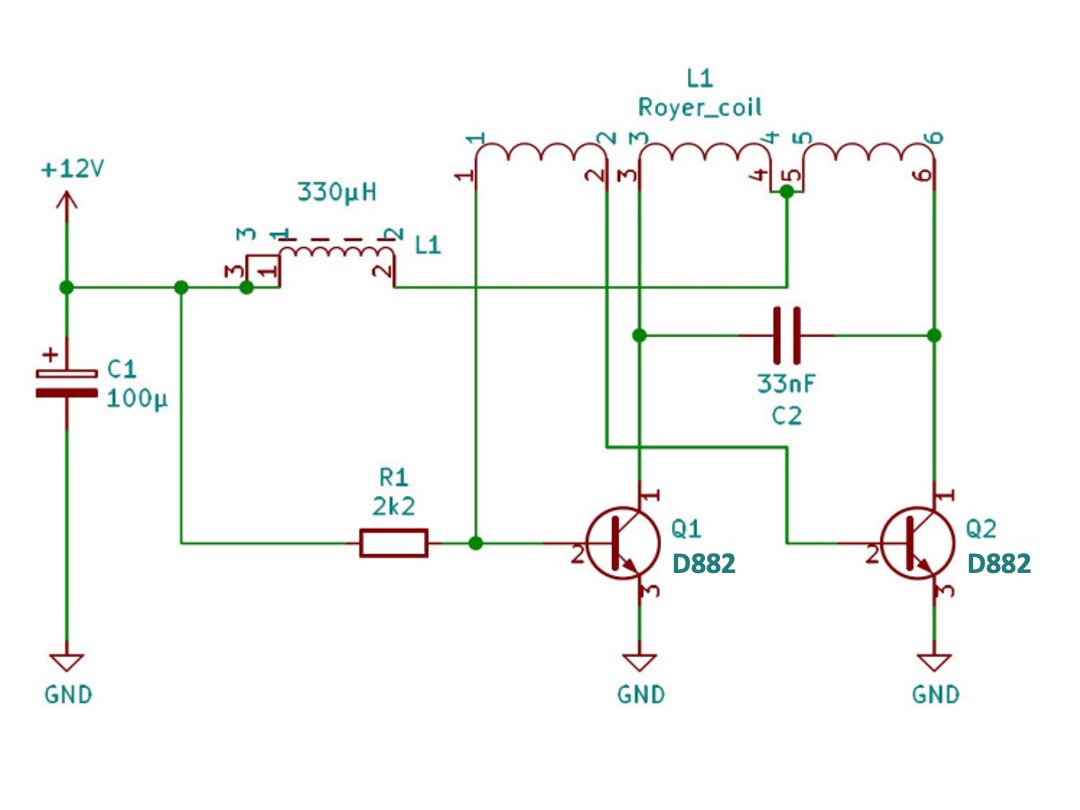 L1
Royer_coil
1 2 3 4 5 6
1 2 3 4 5 6
+12V
330µH
3 1 2 L1
3 1 2
+
C1
100µ
33nF
C2
R1
2k2
1 1
Q1 Q2
2 D882 2 D882
3 3
GND GND GND